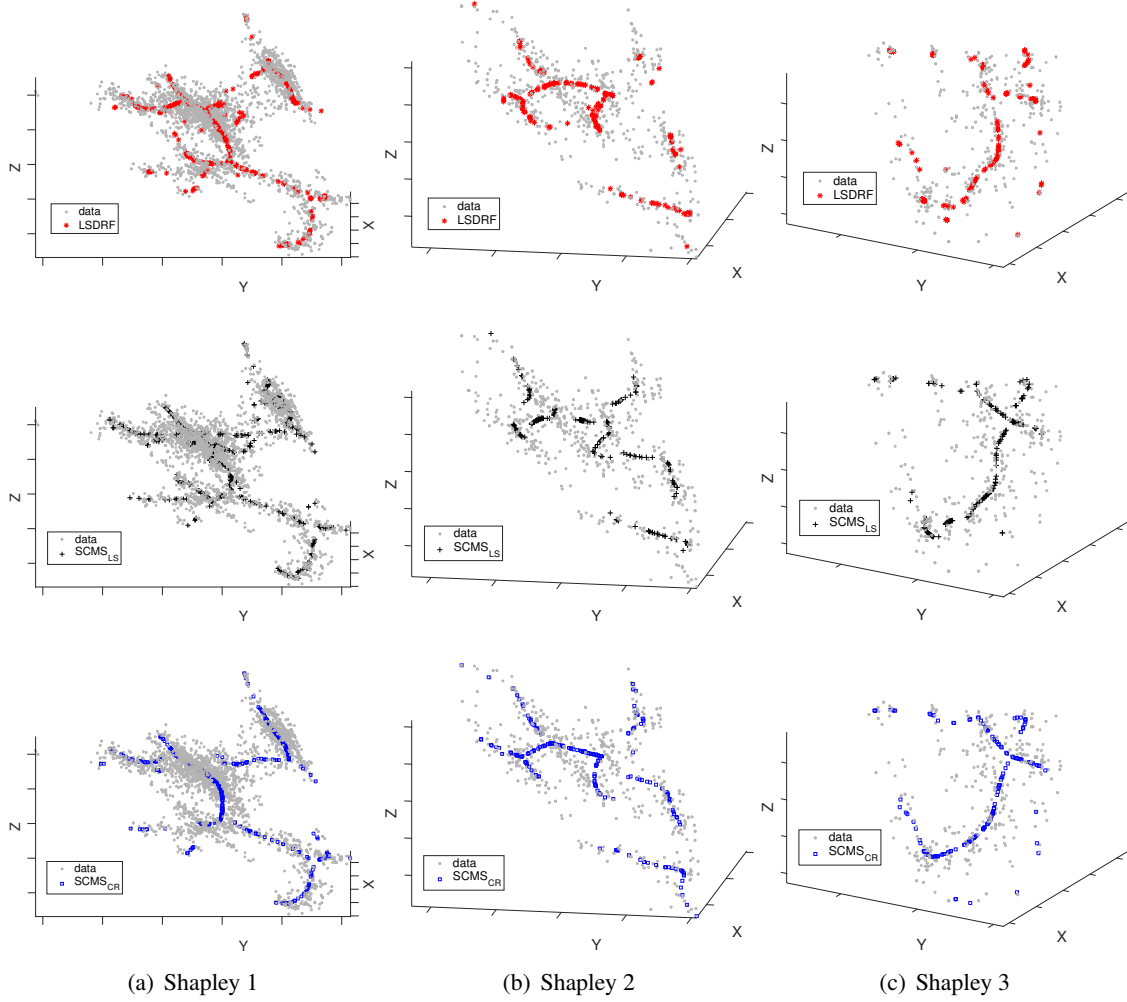 Z
data
LSDRF
X
Y
Z
data
LSDRF
X
Y
Z
data
LSDRF
X
Y
Z
data
SCMS_LS
X
Y
Z
data
SCMS_LS
X
Y
Z
data
SCMS_LS
X
Y
Z
data
SCMS_CR
X
Y
Z
data
SCMS_CR
X
Y
Z
data
SCMS_CR
X
Y
(a) Shapley 1
(b) Shapley 2
(c) Shapley 3